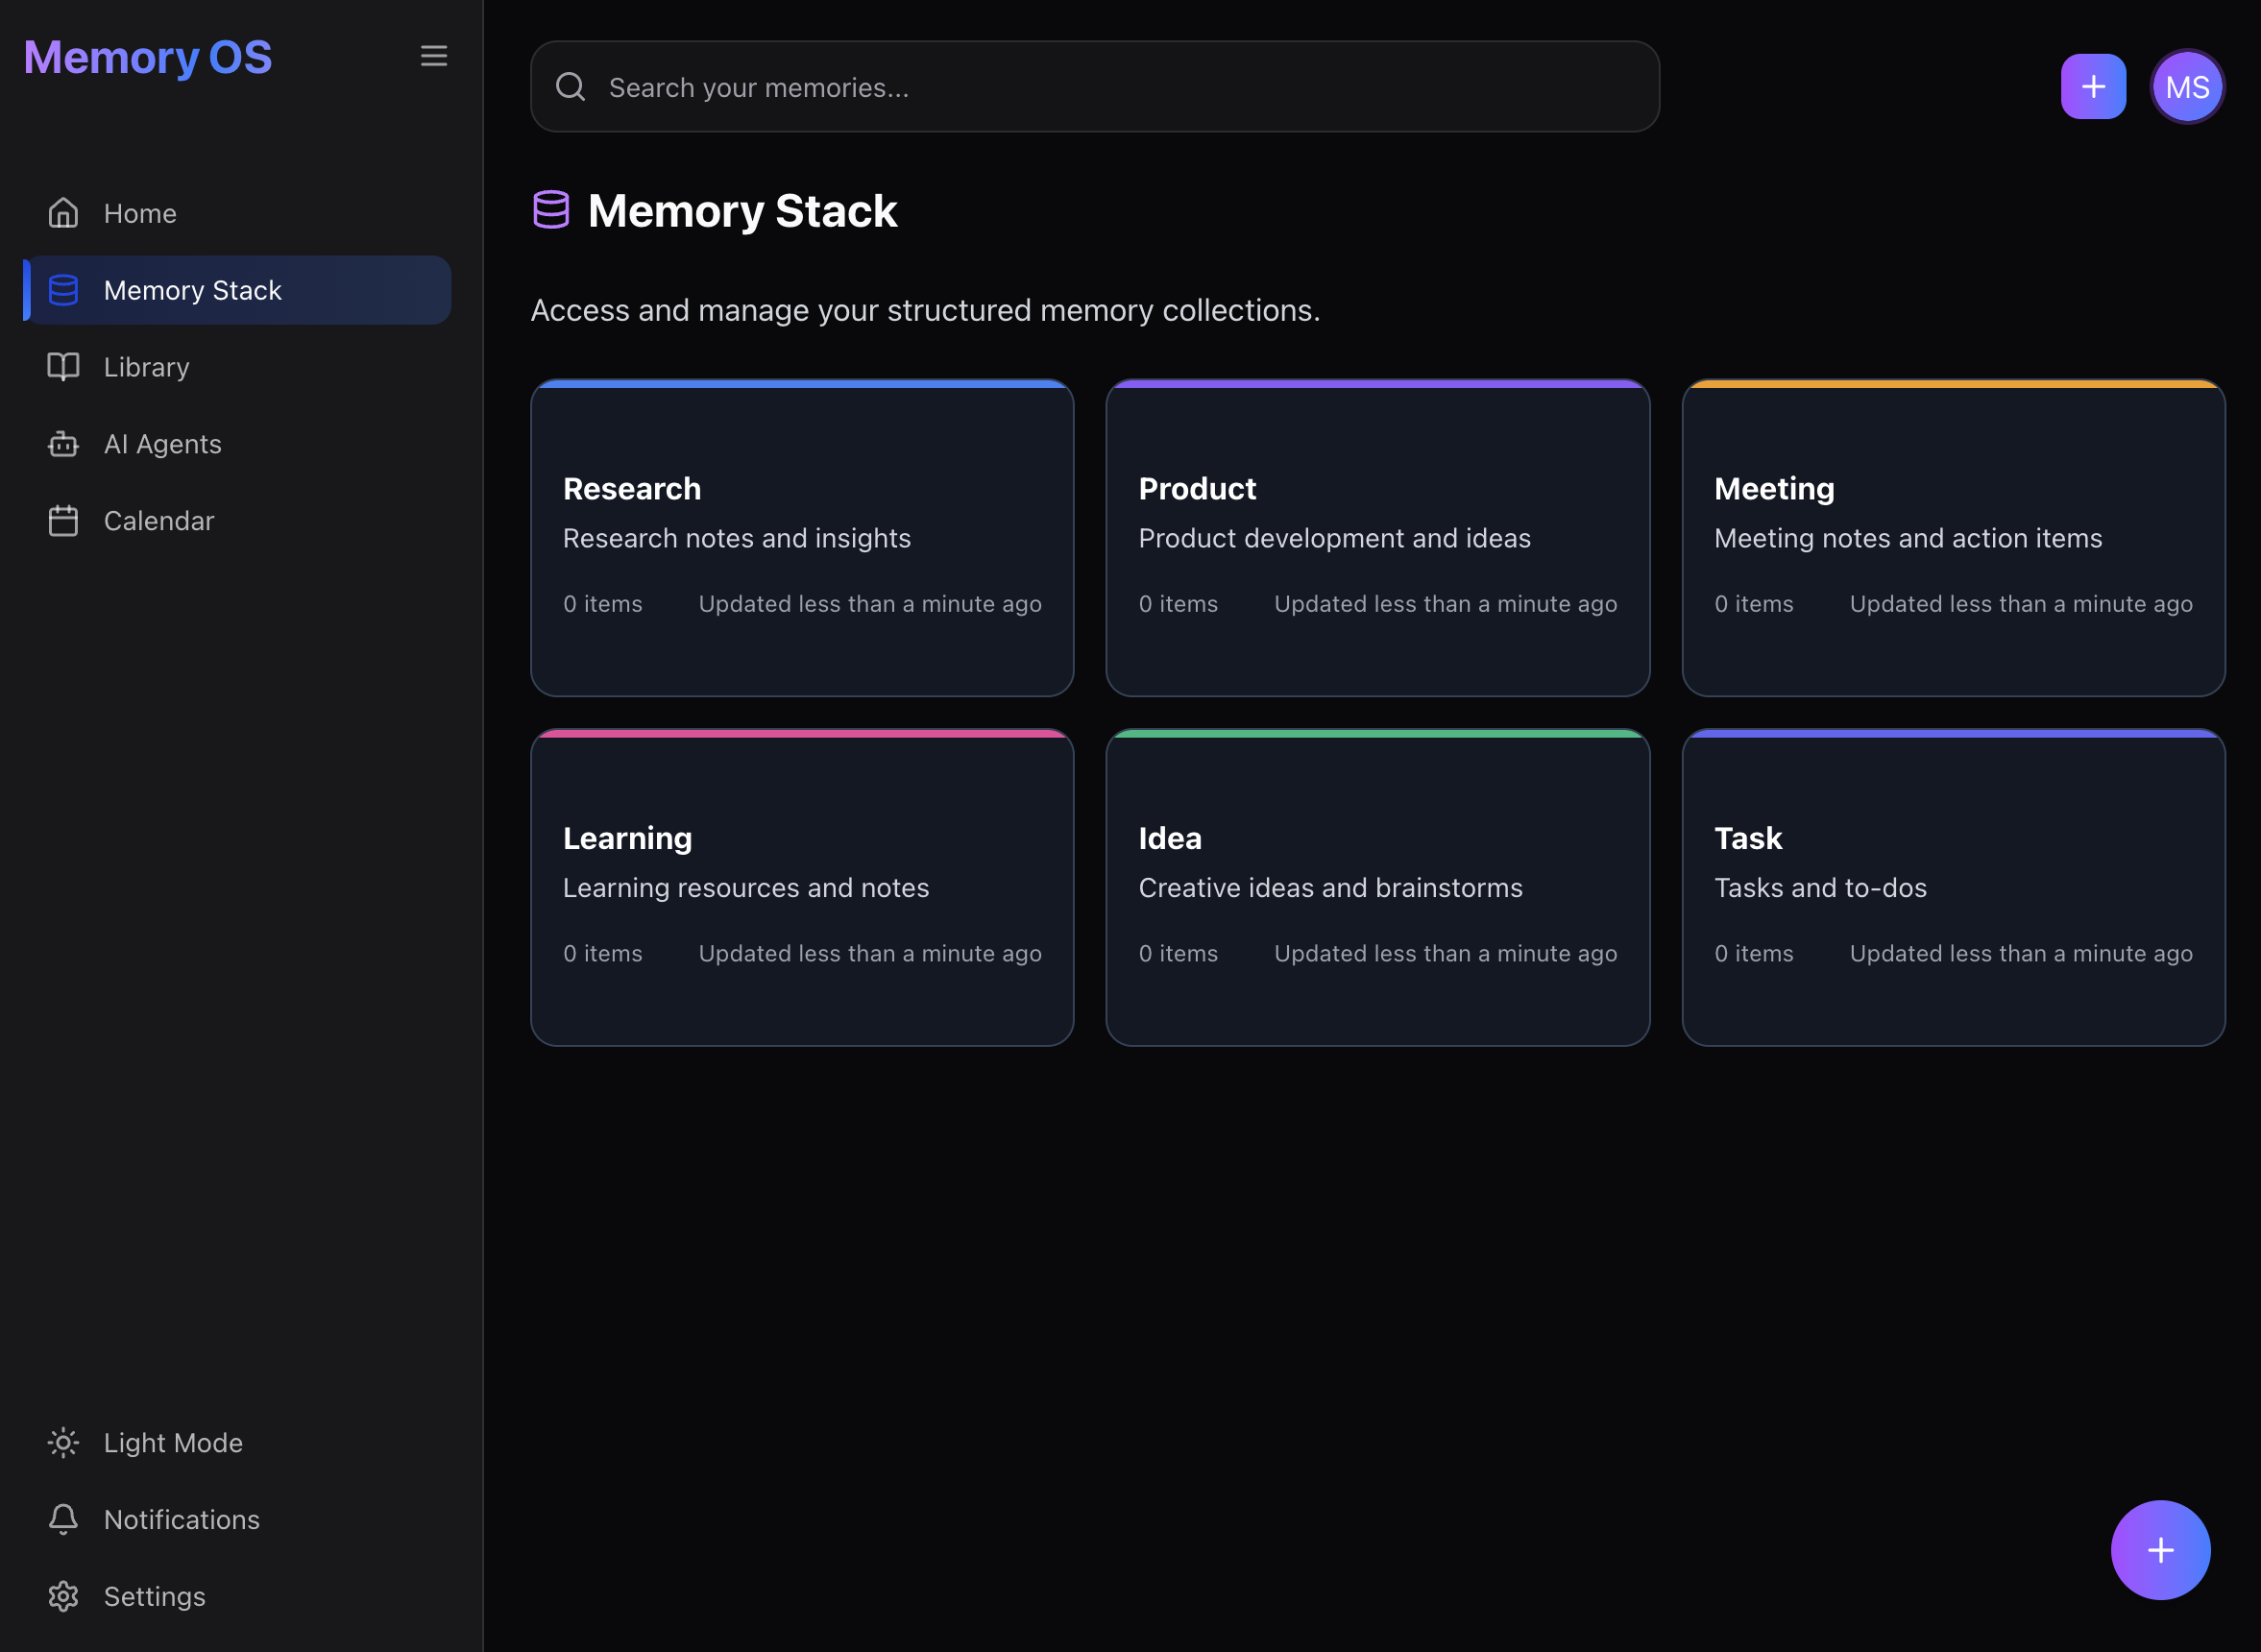 Memory OS
Search your memories...
MS
Home
Memory Stack
Library
AI Agents
Calendar
Memory Stack
Access and manage your structured memory collections.
Research
Research notes and insights
0 items Updated less than a minute ago
Product
Product development and ideas
0 items Updated less than a minute ago
Meeting
Meeting notes and action items
0 items Updated less than a minute ago
Learning
Learning resources and notes
0 items Updated less than a minute ago
Idea
Creative ideas and brainstorms
0 items Updated less than a minute ago
Task
Tasks and to-dos
0 items Updated less than a minute ago
Light Mode
Notifications
Settings